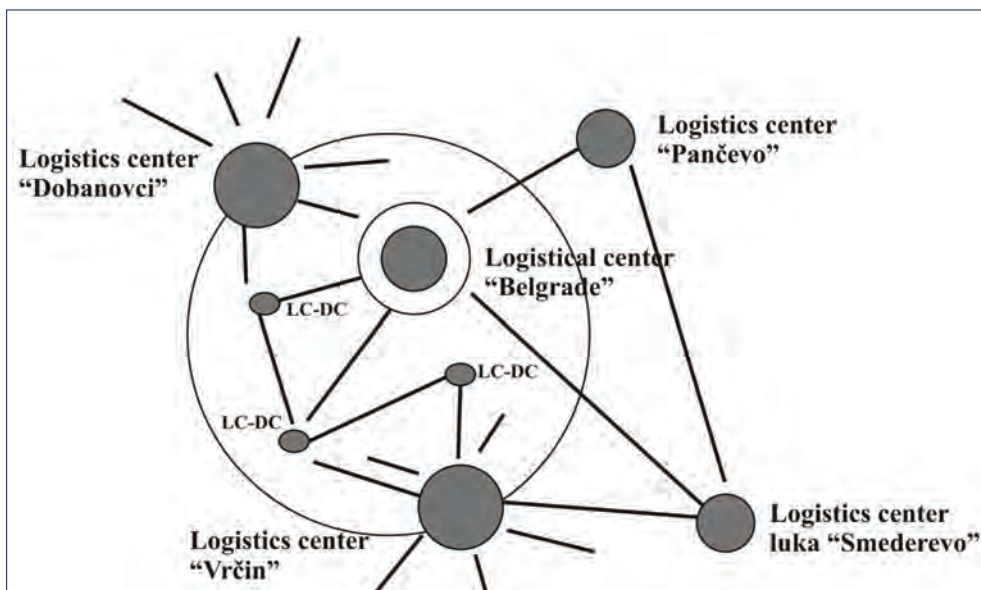 Logistics center
“Dobanovci”
Logistics center
“Pančevo”
Logistical center
“Belgrade”
LC-DC
LC-DC
LC-DC
Logistics center
“Vrčin”
Logistics center
luka “Smederevo”